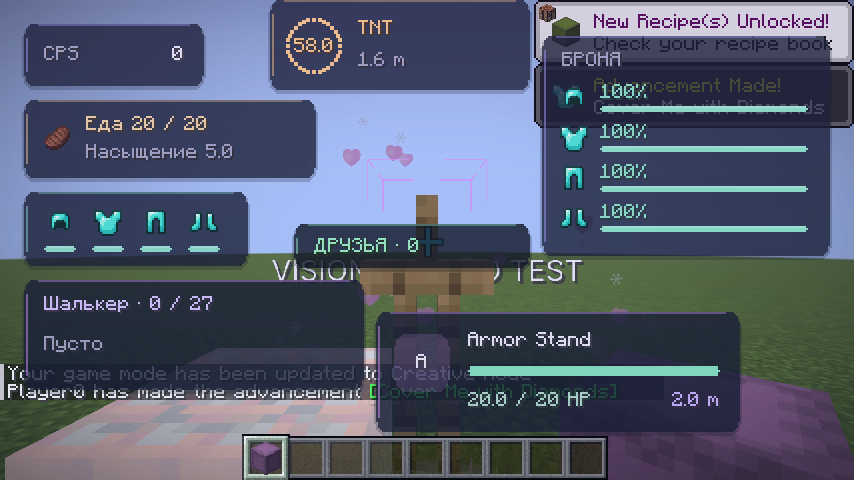 CPS 0
58.0
TNT
1.6 m
New Recipe(s) Unlocked!
Check your recipe book
БРОНЯ
Advancement Made!
Cover Me with Diamonds
100%
100%
100%
100%
Еда 20 / 20
Насыщение 5.0
ДРУЗЬЯ · 0
VISION TEST
Шалькер · 0 / 27
Пусто
Armor Stand
A
20.0 / 20 HP 2.0 m
Your game mode has been updated to Creative Mode
Player0 has made the advancement [Cover Me with Diamonds]